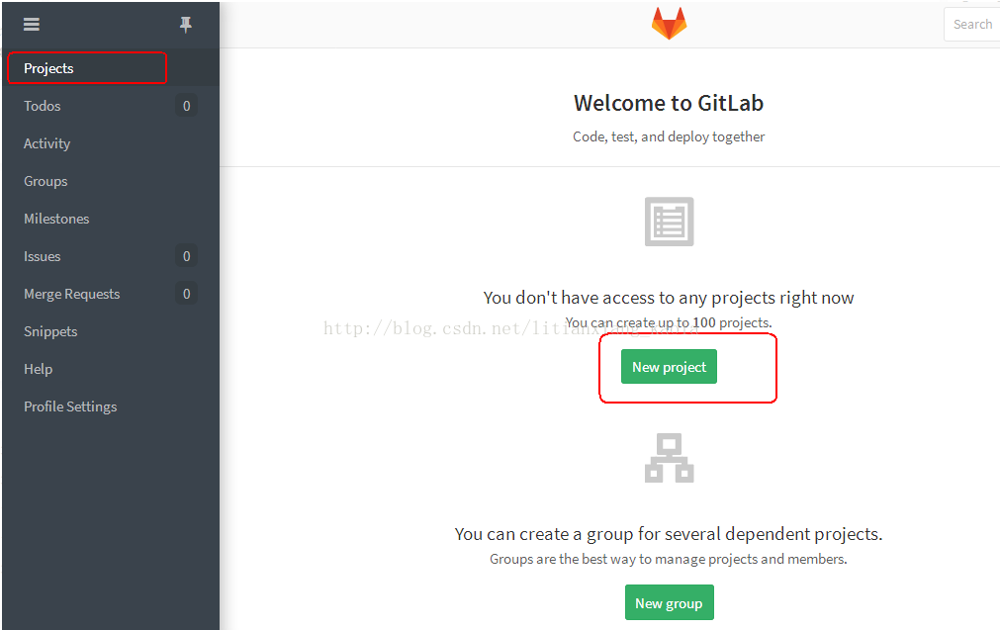 Projects
Todos 0
Activity
Groups
Milestones
Issues 0
Merge Requests 0
Snippets
Help
Profile Settings
Search
Welcome to GitLab
Code, test, and deploy together
You don't have access to any projects right now
You can create up to 100 projects.
http://blog.csdn.net/
New project
You can create a group for several dependent projects.
Groups are the best way to manage projects and members.
New group